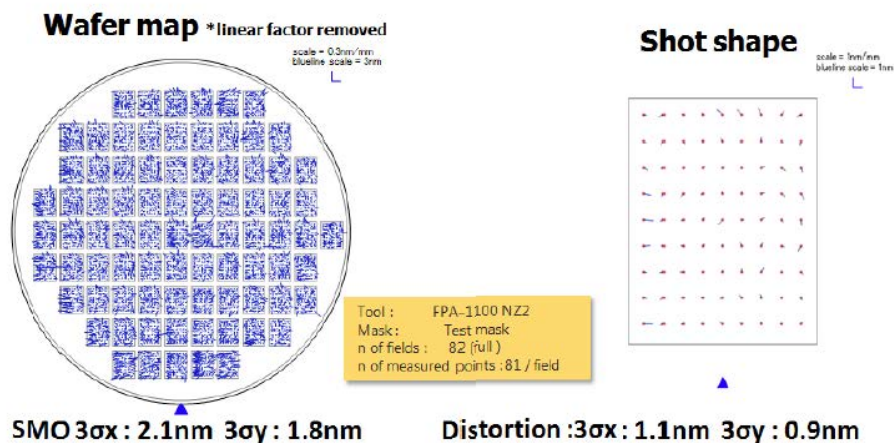 Wafer map *linear factor removed
scale = 0.3nm/mm
blueline scale = 3nm
Shot shape
scale = 1nm/mm
blueline scale = 1nm
Tool : FPA-1100 NZ2
Mask : Test mask
n of fields : 82 (full )
n of measured points : 81 / field
SMO 3σx : 2.1nm 3σy : 1.8nm
Distortion :3σx : 1.1nm 3σy : 0.9nm